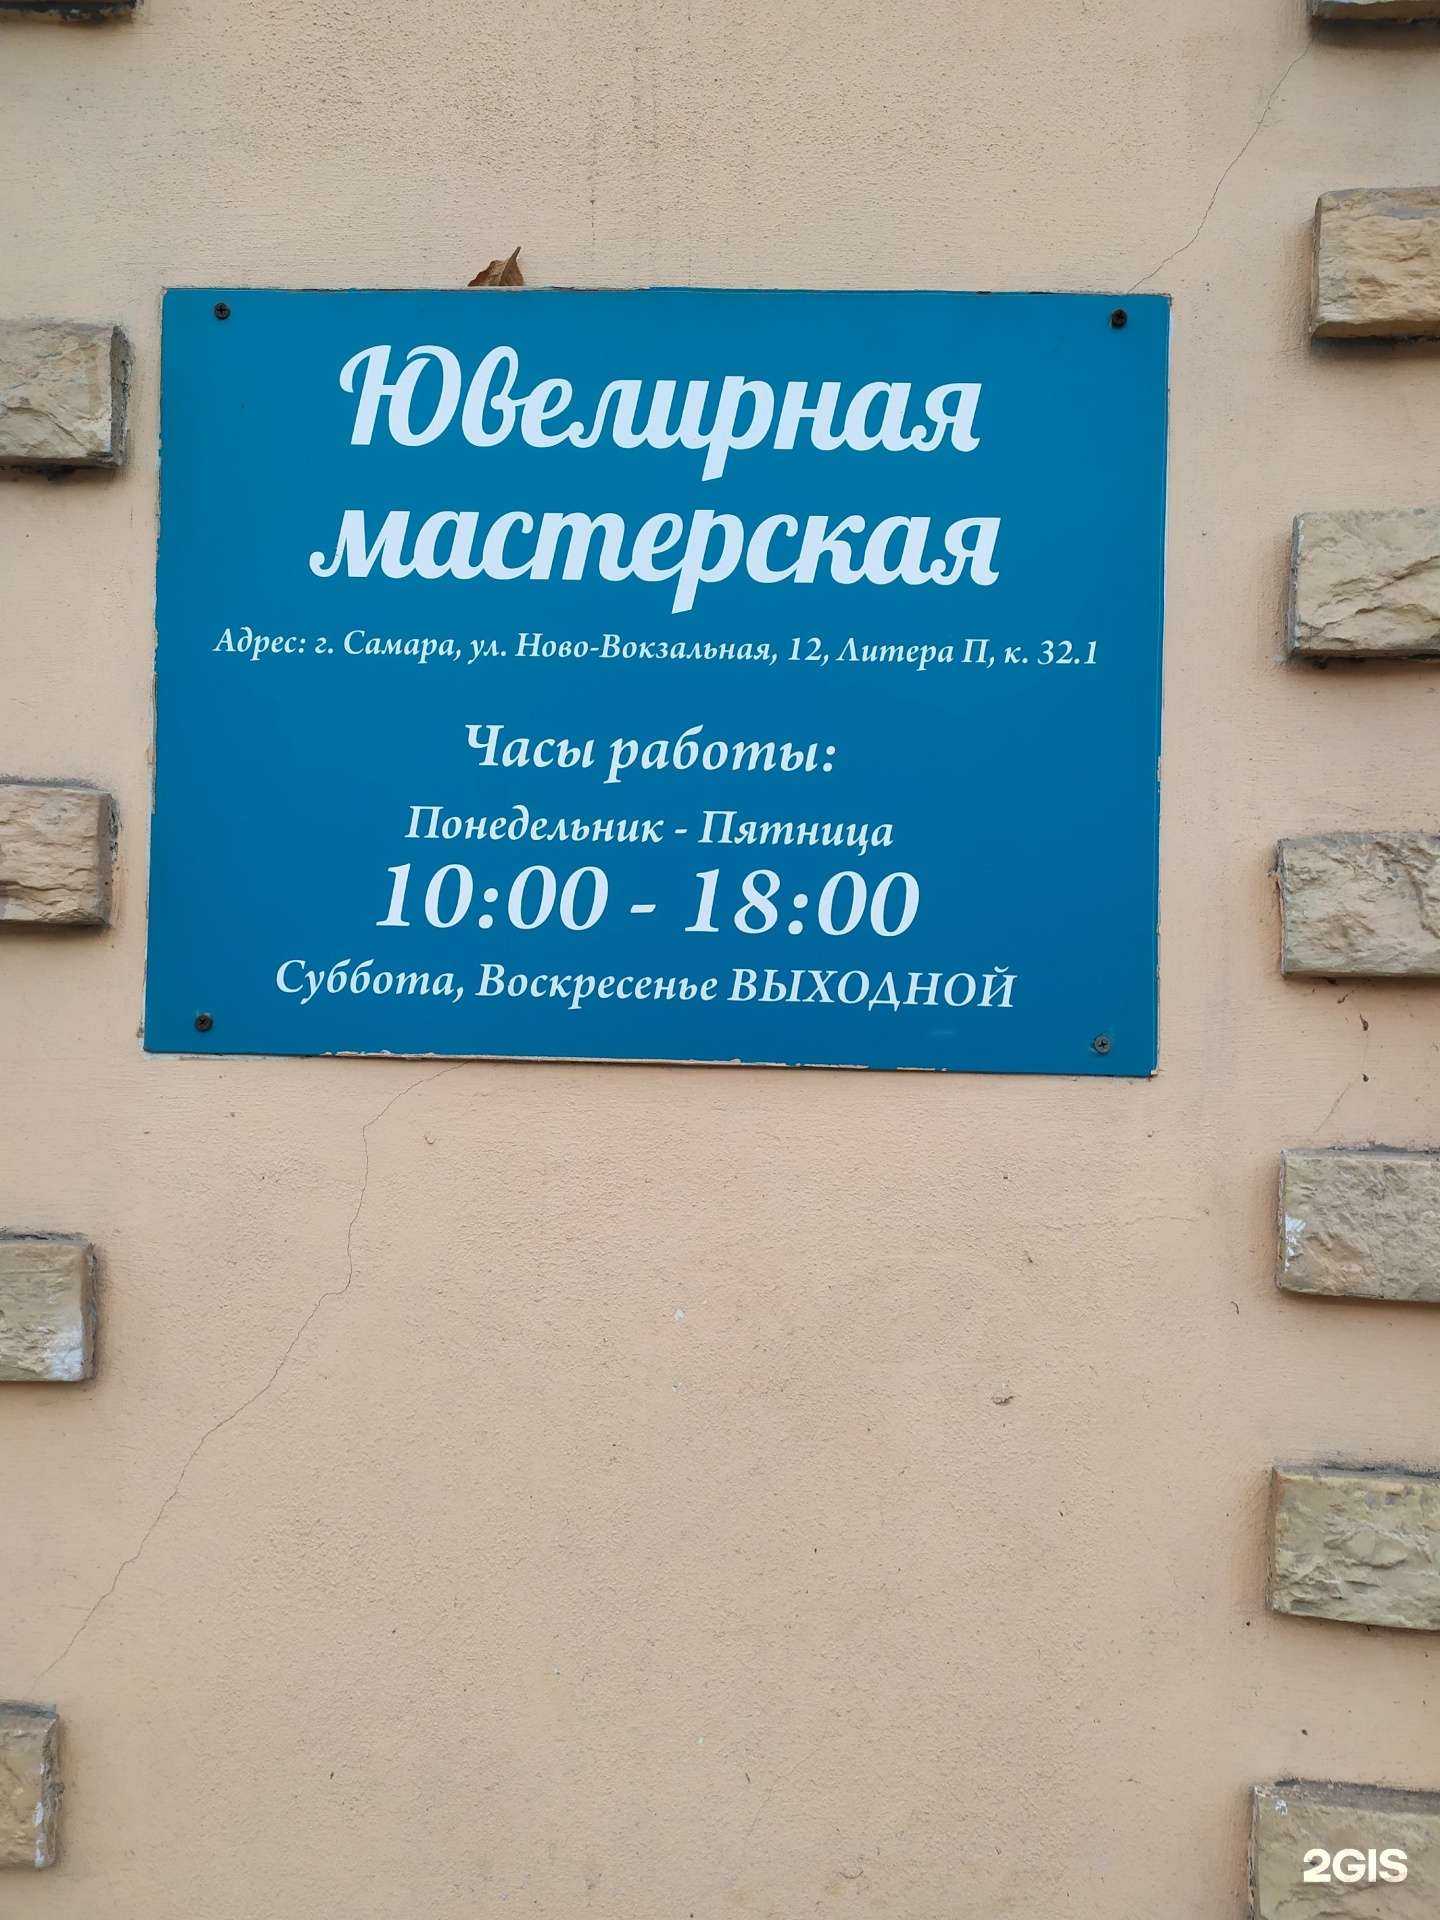 Ювелирная
мастерская
Адрес: г. Самара, ул. Ново-Вокзальная, 12, Литера П, к. 32.1
Часы работы:
Понедельник - Пятница
10:00 - 18:00
Суббота, Воскресенье ВЫХОДНОЙ
2GIS